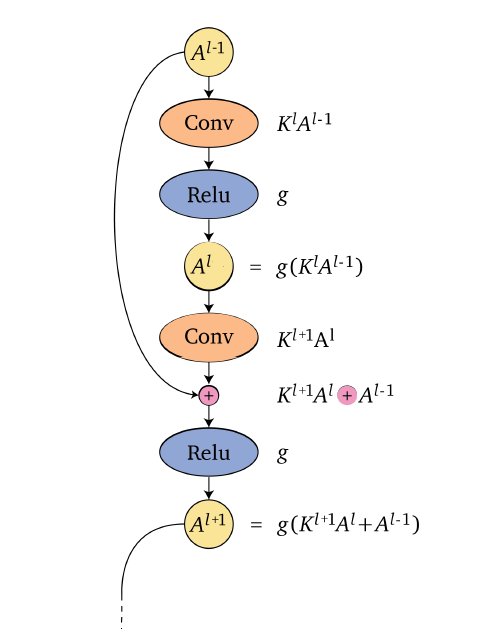 A^{l-1}
Conv K^l A^{l-1}
Relu g
A^l = g(K^l A^{l-1})
Conv K^{l+1} A^l
+ K^{l+1} A^l + A^{l-1}
Relu g
A^{l+1} = g(K^{l+1} A^l + A^{l-1})